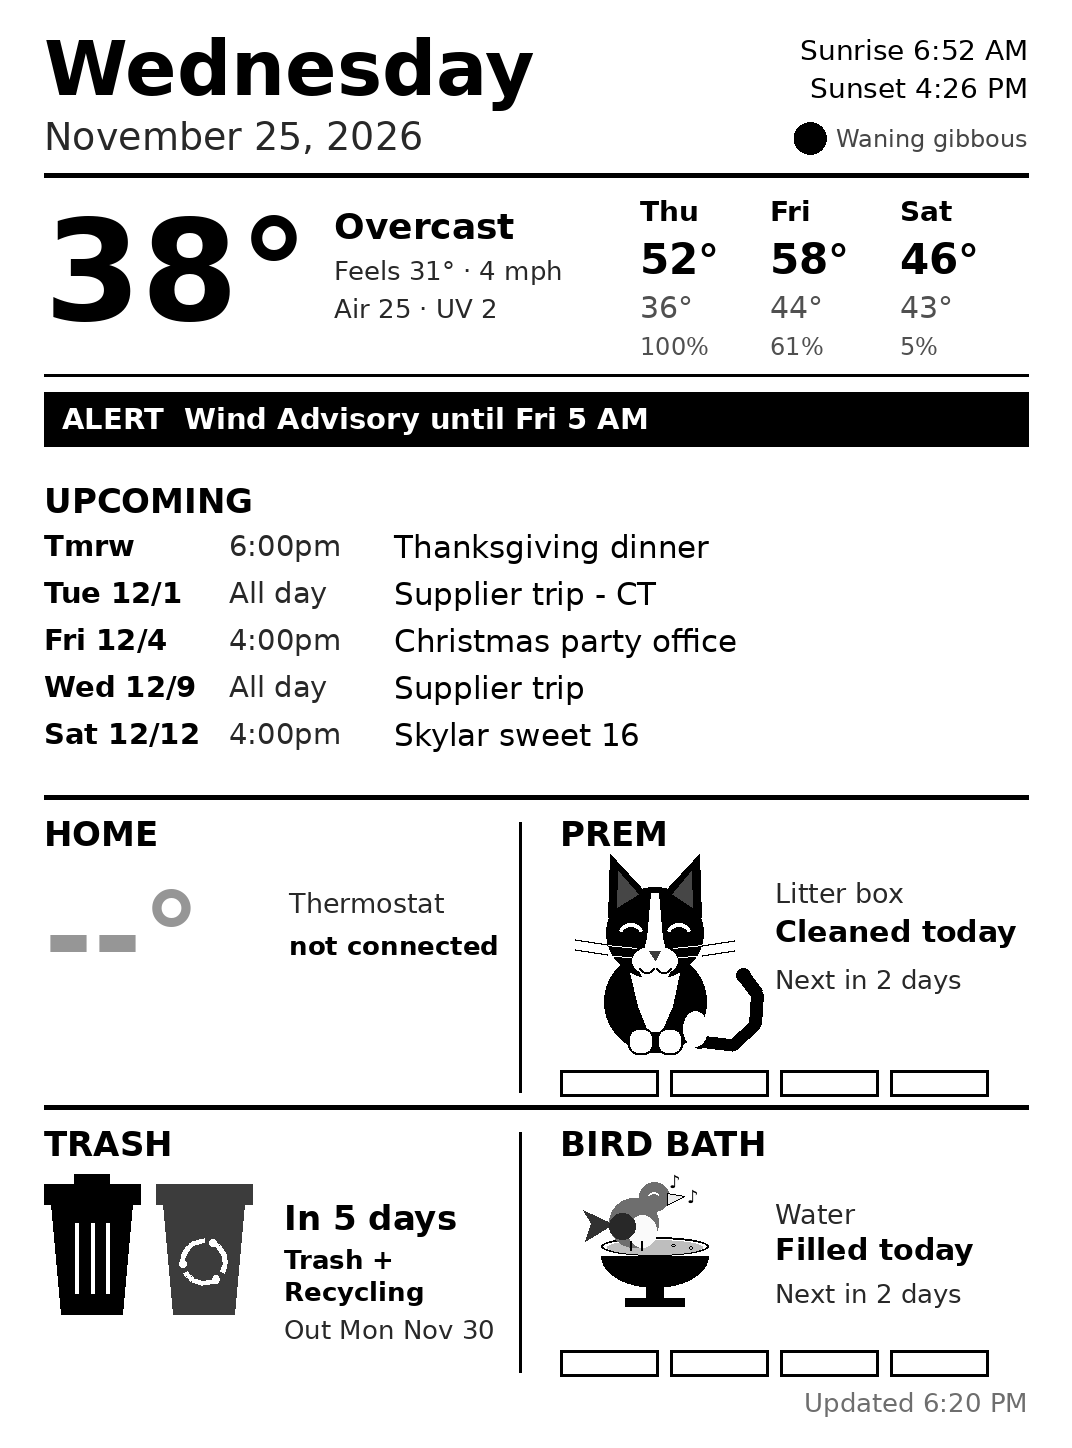 Wednesday
November 25, 2026
Sunrise 6:52 AM
Sunset 4:26 PM
Waning gibbous
38°
Overcast
Feels 31° · 4 mph
Air 25 · UV 2
Thu Fri Sat
52° 58° 46°
36° 44° 43°
100% 61% 5%
ALERT Wind Advisory until Fri 5 AM
UPCOMING
Tmrw 6:00pm Thanksgiving dinner
Tue 12/1 All day Supplier trip - CT
Fri 12/4 4:00pm Christmas party office
Wed 12/9 All day Supplier trip
Sat 12/12 4:00pm Skylar sweet 16
HOME
--°
Thermostat
not connected
PREM
Litter box
Cleaned today
Next in 2 days
TRASH
In 5 days
Trash +
Recycling
Out Mon Nov 30
BIRD BATH
♪
♪
Water
Filled today
Next in 2 days
Updated 6:20 PM